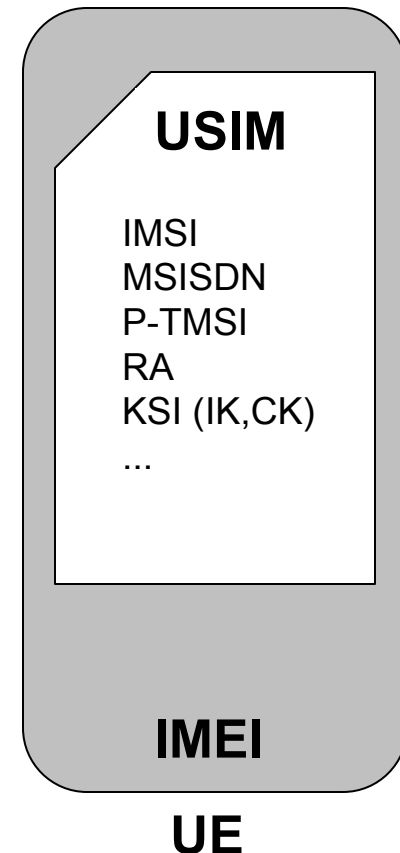 USIM
IMSI
MSISDN
P-TMSI
RA
KSI (IK,CK)
...
IMEI
UE